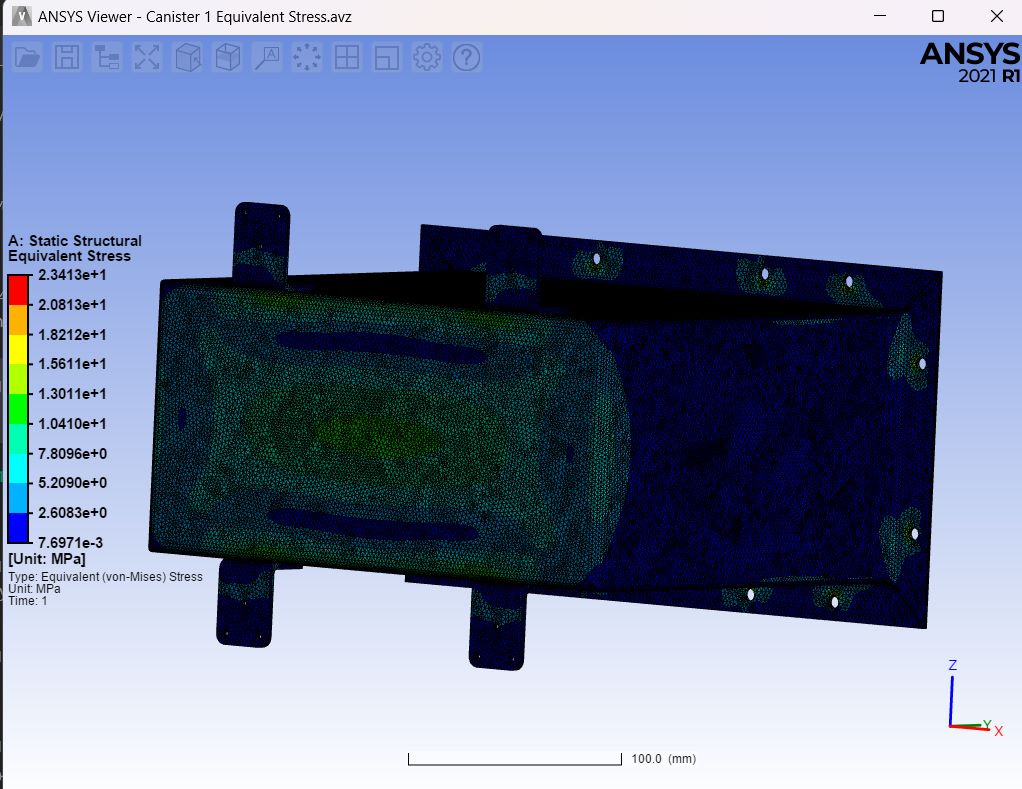 ANSYS Viewer - Canister 1 Equivalent Stress.avz
ANSYS
2021 R1
A: Static Structural
Equivalent Stress
2.3413e+1
2.0813e+1
1.8212e+1
1.5611e+1
1.3011e+1
1.0410e+1
7.8096e+0
5.2090e+0
2.6083e+0
7.6971e-3
[Unit: MPa]
Type: Equivalent (von-Mises) Stress
Unit: MPa
Time: 1
Z
Y
X
100.0 (mm)